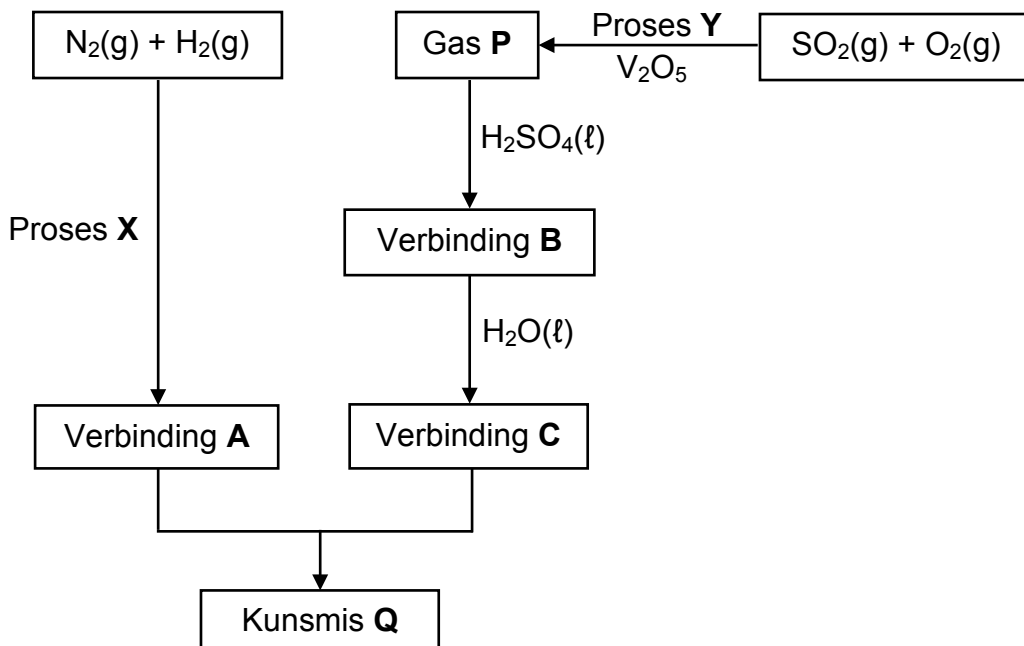 N₂(g) + H₂(g)
Gas P
Proses Y
V₂O₅
SO₂(g) + O₂(g)
H₂SO₄(ℓ)
Proses X
Verbinding B
H₂O(ℓ)
Verbinding A
Verbinding C
Kunsmis Q